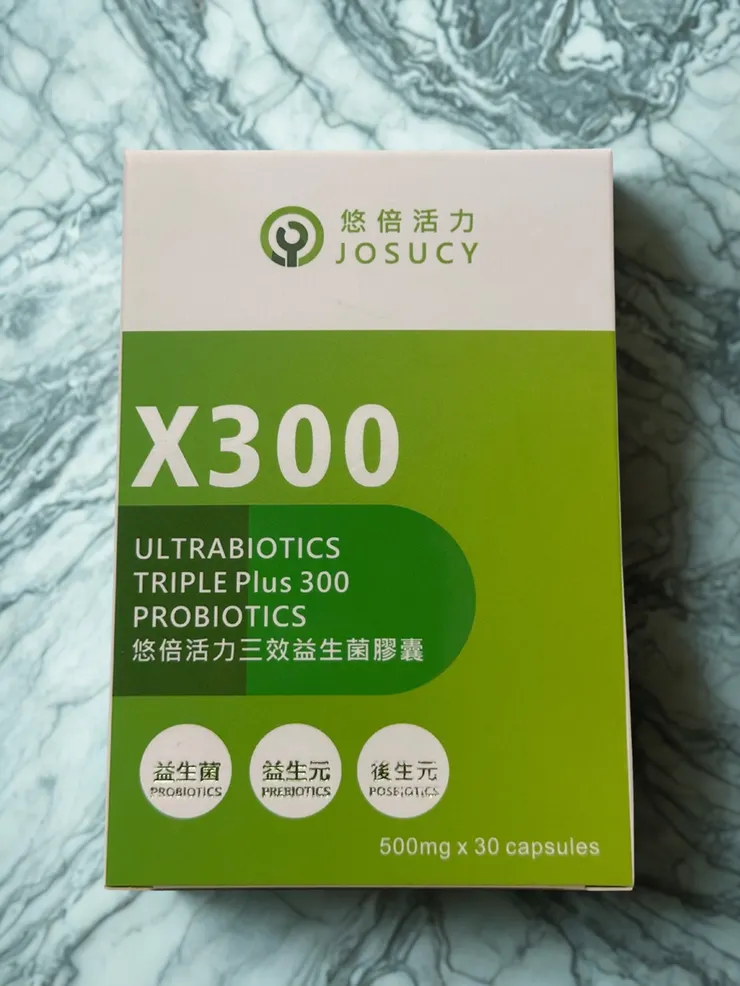 悠倍活力
JOSUCY
X300
ULTRABIOTICS
TRIPLE Plus 300
PROBIOTICS
悠倍活力三效益生菌膠囊
益生菌
PROBIOTICS
益生元
PREBIOTICS
後生元
POSBIOTICS
500mg x 30 capsules